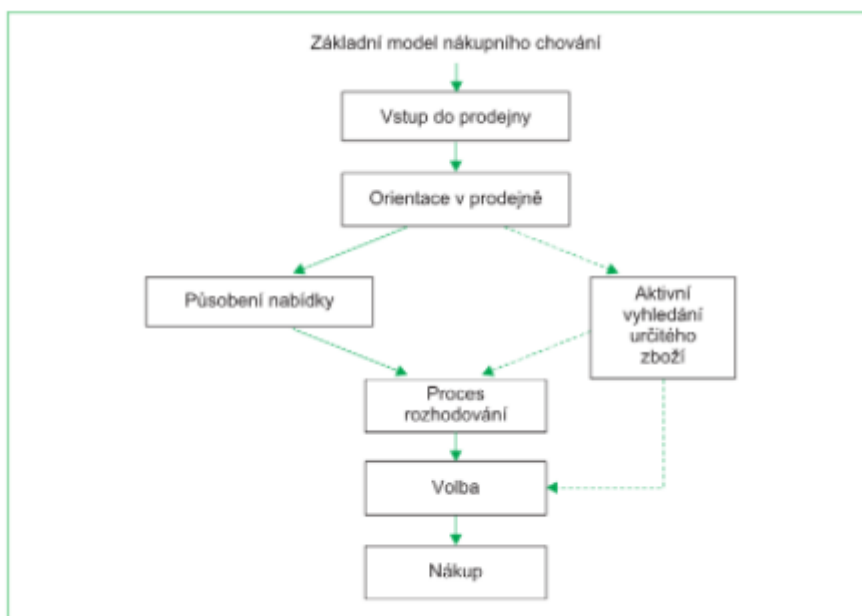 Základní model nákupního chování
Vstup do prodejny
Orientace v prodejně
Působení nabídky
Aktivní
vyhledání
určitého
zboží
Proces
rozhodování
Volba
Nákup